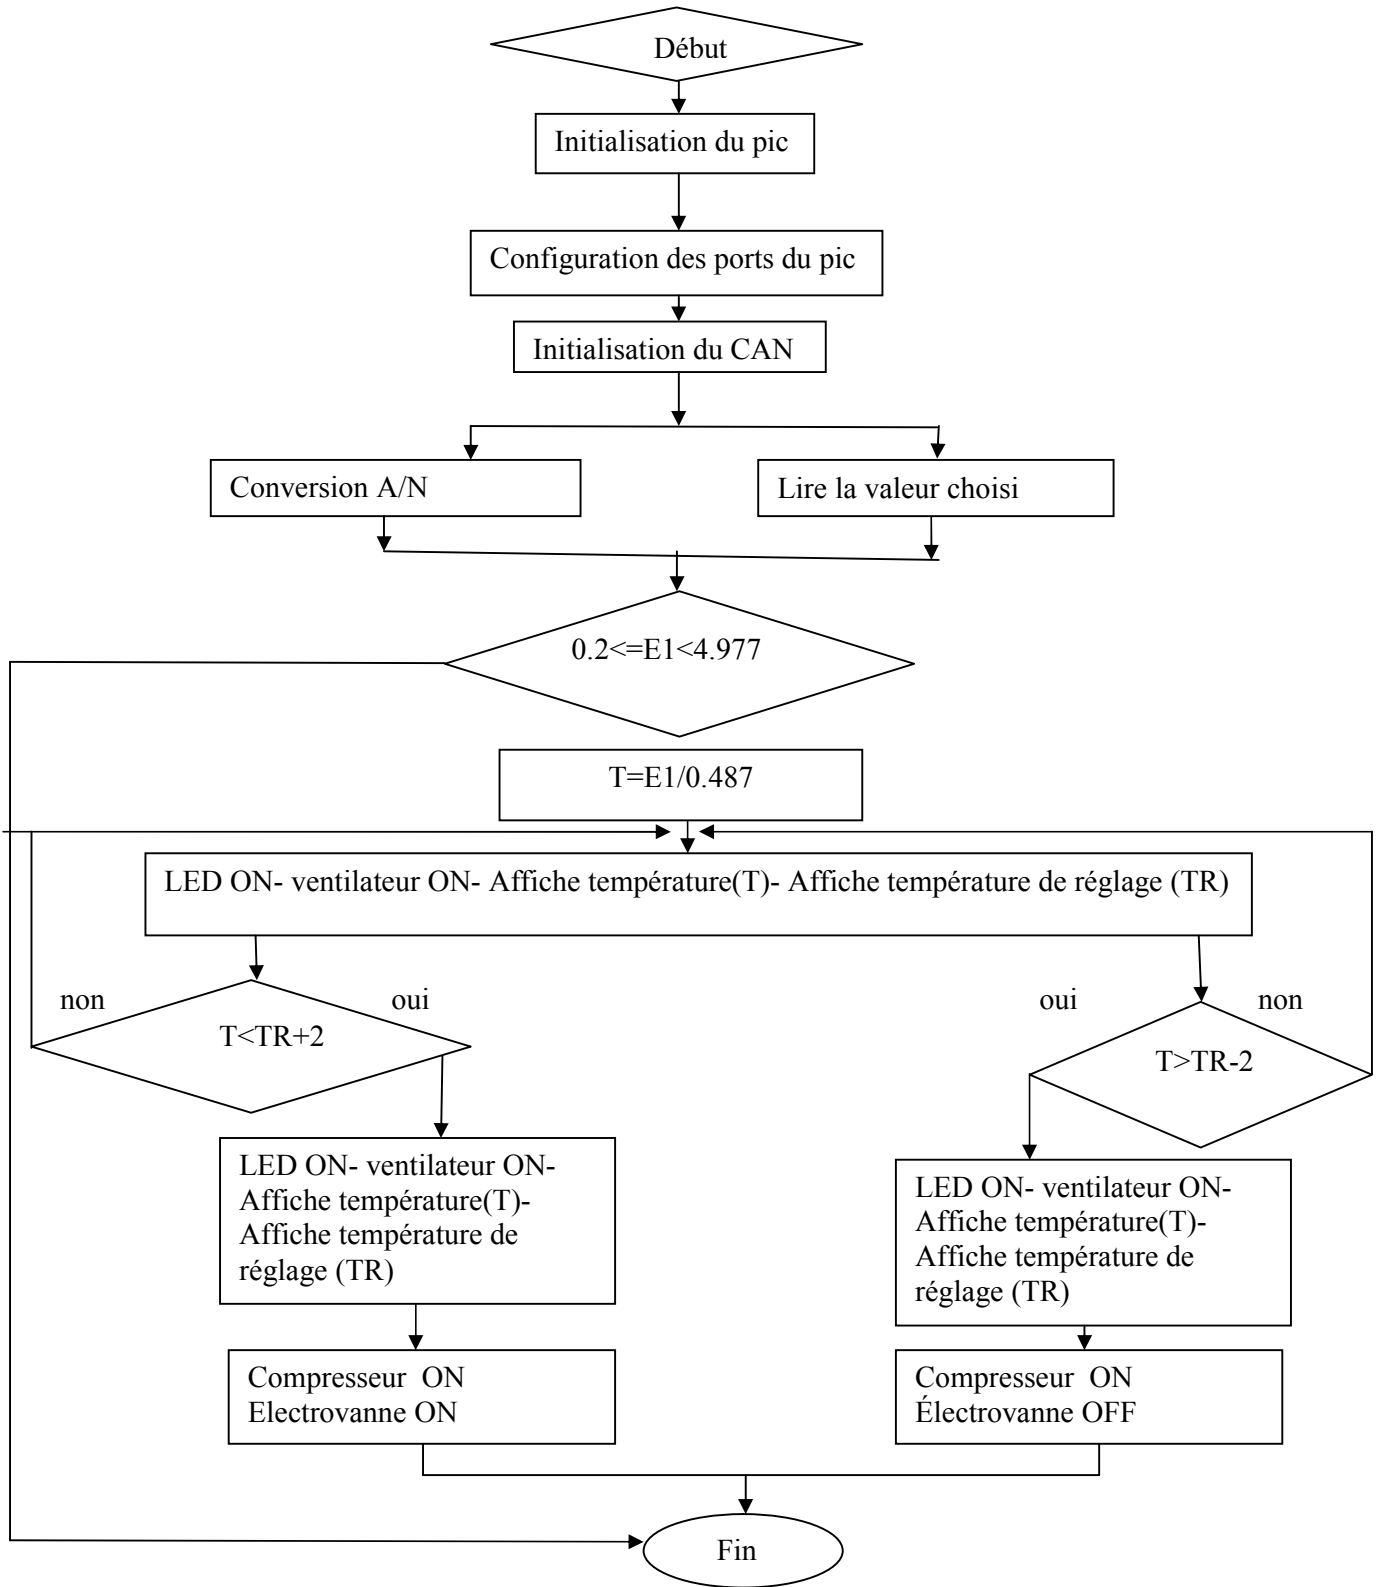 Début
Initialisation du pic
Configuration des ports du pic
Initialisation du CAN
Conversion A/N
Lire la valeur choisi
0.2<=E1<4.977
T=E1/0.487
LED ON- ventilateur ON- Affiche température(T)- Affiche température de réglage (TR)
non
oui
T<TR+2
oui
non
T>TR-2
LED ON- ventilateur ON-
Affiche température(T)-
Affiche température de
réglage (TR)
LED ON- ventilateur ON-
Affiche température(T)-
Affiche température de
réglage (TR)
Compresseur  ON
Electrovanne ON
Compresseur  ON
Électrovanne OFF
Fin